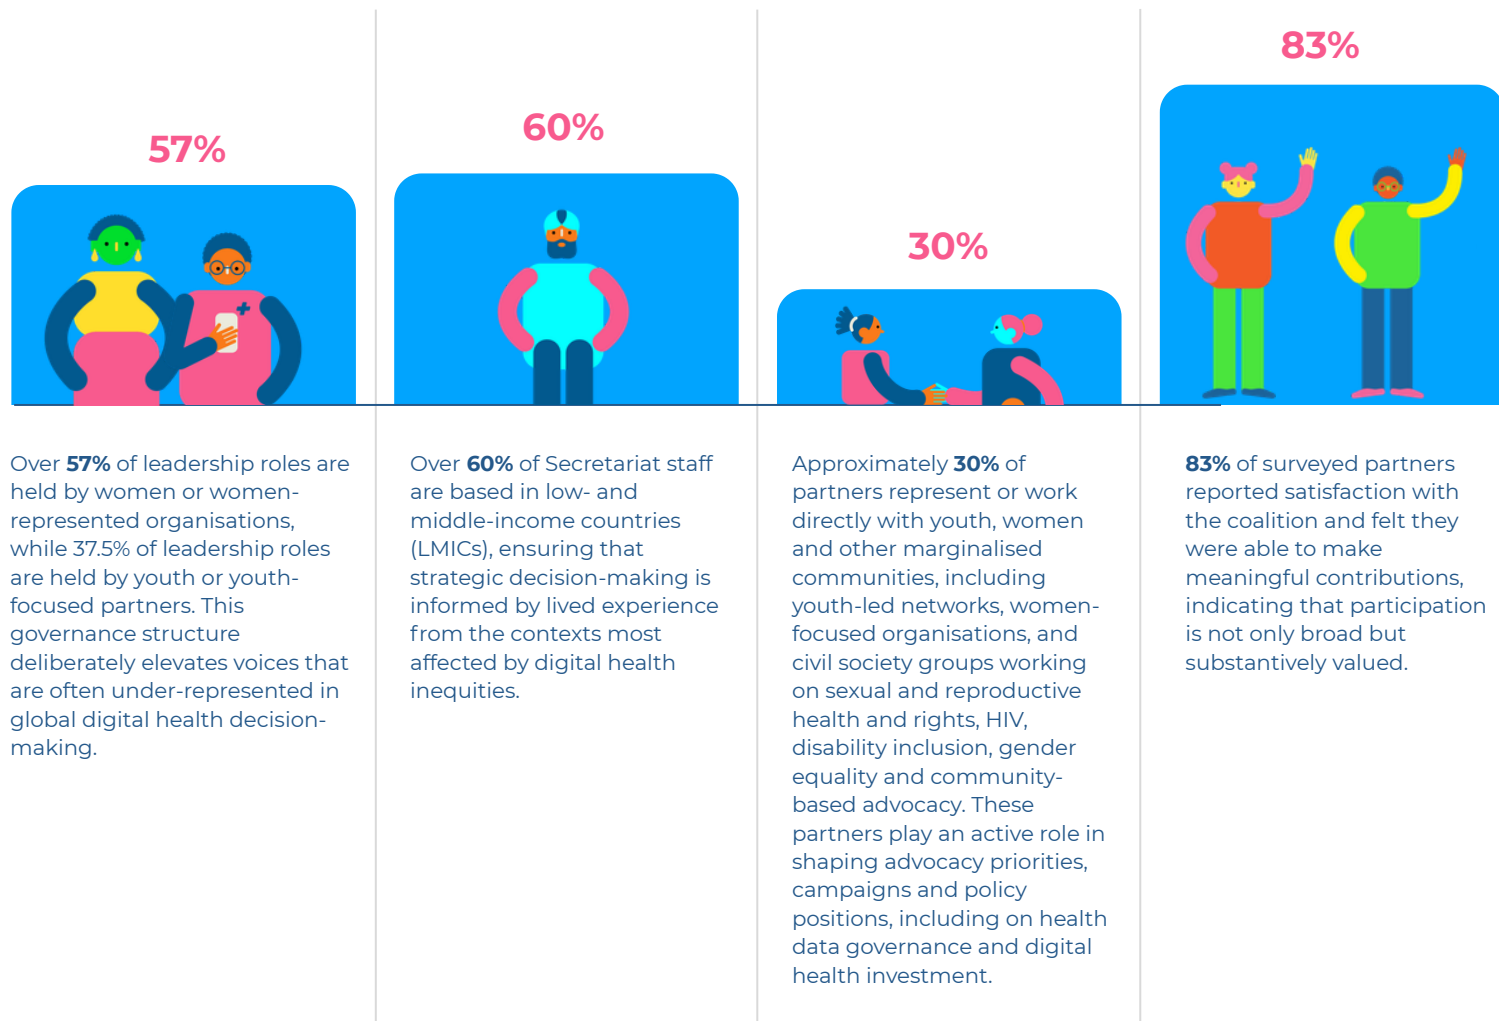 57%
Over 57% of leadership roles are
held by women or women-
represented organisations,
while 37.5% of leadership roles
are held by youth or youth-
focused partners. This
governance structure
deliberately elevates voices that
are often under-represented in
global digital health decision-
making.
60%
Over 60% of Secretariat staff
are based in low- and
middle-income countries
(LMICs), ensuring that
strategic decision-making is
informed by lived experience
from the contexts most
affected by digital health
inequities.
30%
Approximately 30% of
partners represent or work
directly with youth, women
and other marginalised
communities, including
youth-led networks, women-
focused organisations, and
civil society groups working
on sexual and reproductive
health and rights, HIV,
disability inclusion, gender
equality and community-
based advocacy. These
partners play an active role in
shaping advocacy priorities,
campaigns and policy
positions, including on health
data governance and digital
health investment.
83%
83% of surveyed partners
reported satisfaction with
the coalition and felt they
were able to make
meaningful contributions,
indicating that participation
is not only broad but
substantively valued.